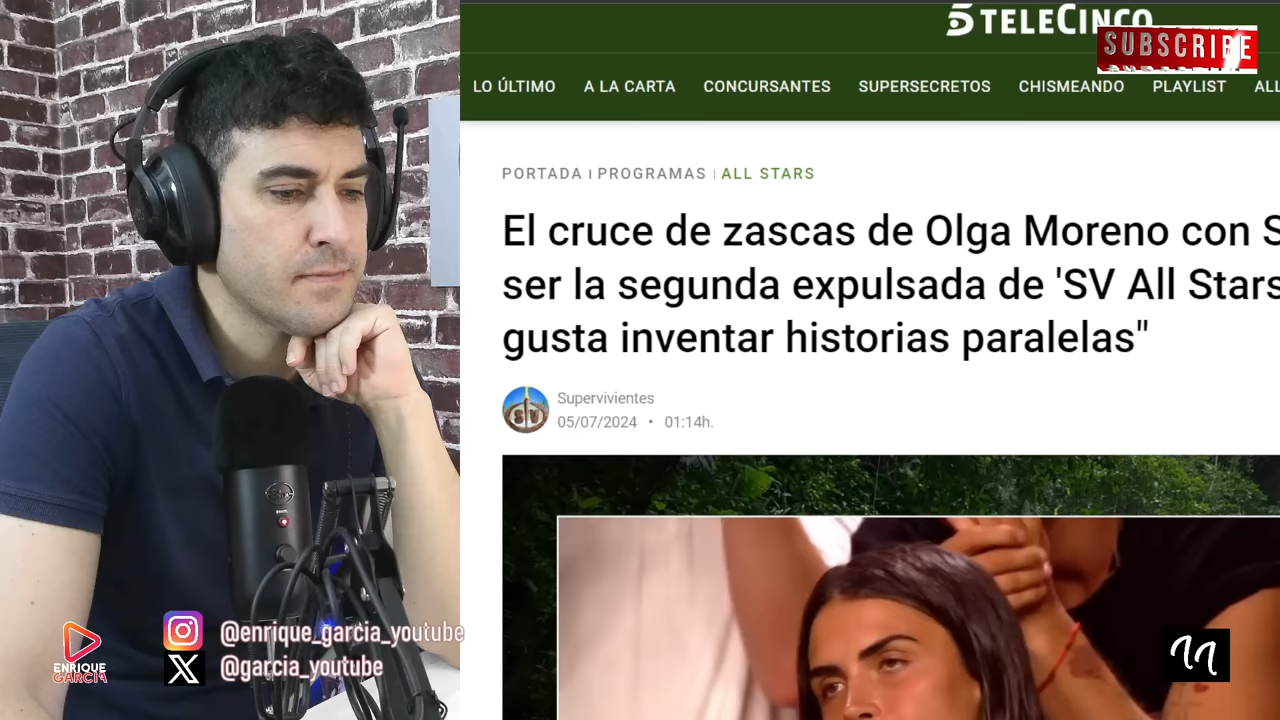 TELECINCO
SUBSCRIBE
LO ÚLTIMO A LA CARTA CONCURSANTES SUPERSECRETOS CHISMEANDO PLAYLIST ALL
PORTADA PROGRAMAS ALL STARS
El cruce de zascas de Olga Moreno con S
ser la segunda expulsada de 'SV All Stars
gusta inventar historias paralelas"
Supervivientes
05/07/2024 • 01:14h.
SV
@enrique_garcia_youtube
@garcia_youtube
ENRIQUE
GARCIA